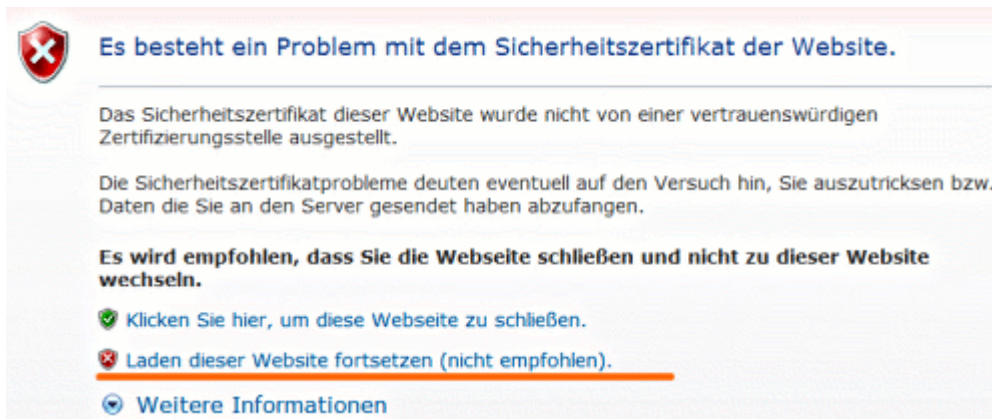 Es besteht ein Problem mit dem Sicherheitszertifikat der Website.
Das Sicherheitszertifikat dieser Website wurde nicht von einer vertrauenswürdigen
Zertifizierungsstelle ausgestellt.
Die Sicherheitszertifikatprobleme deuten eventuell auf den Versuch hin, Sie auszutricksen bzw.
Daten die Sie an den Server gesendet haben abzufangen.
Es wird empfohlen, dass Sie die Webseite schließen und nicht zu dieser Website
wechseln.
Klicken Sie hier, um diese Webseite zu schließen.
Laden dieser Website fortsetzen (nicht empfohlen).
Weitere Informationen